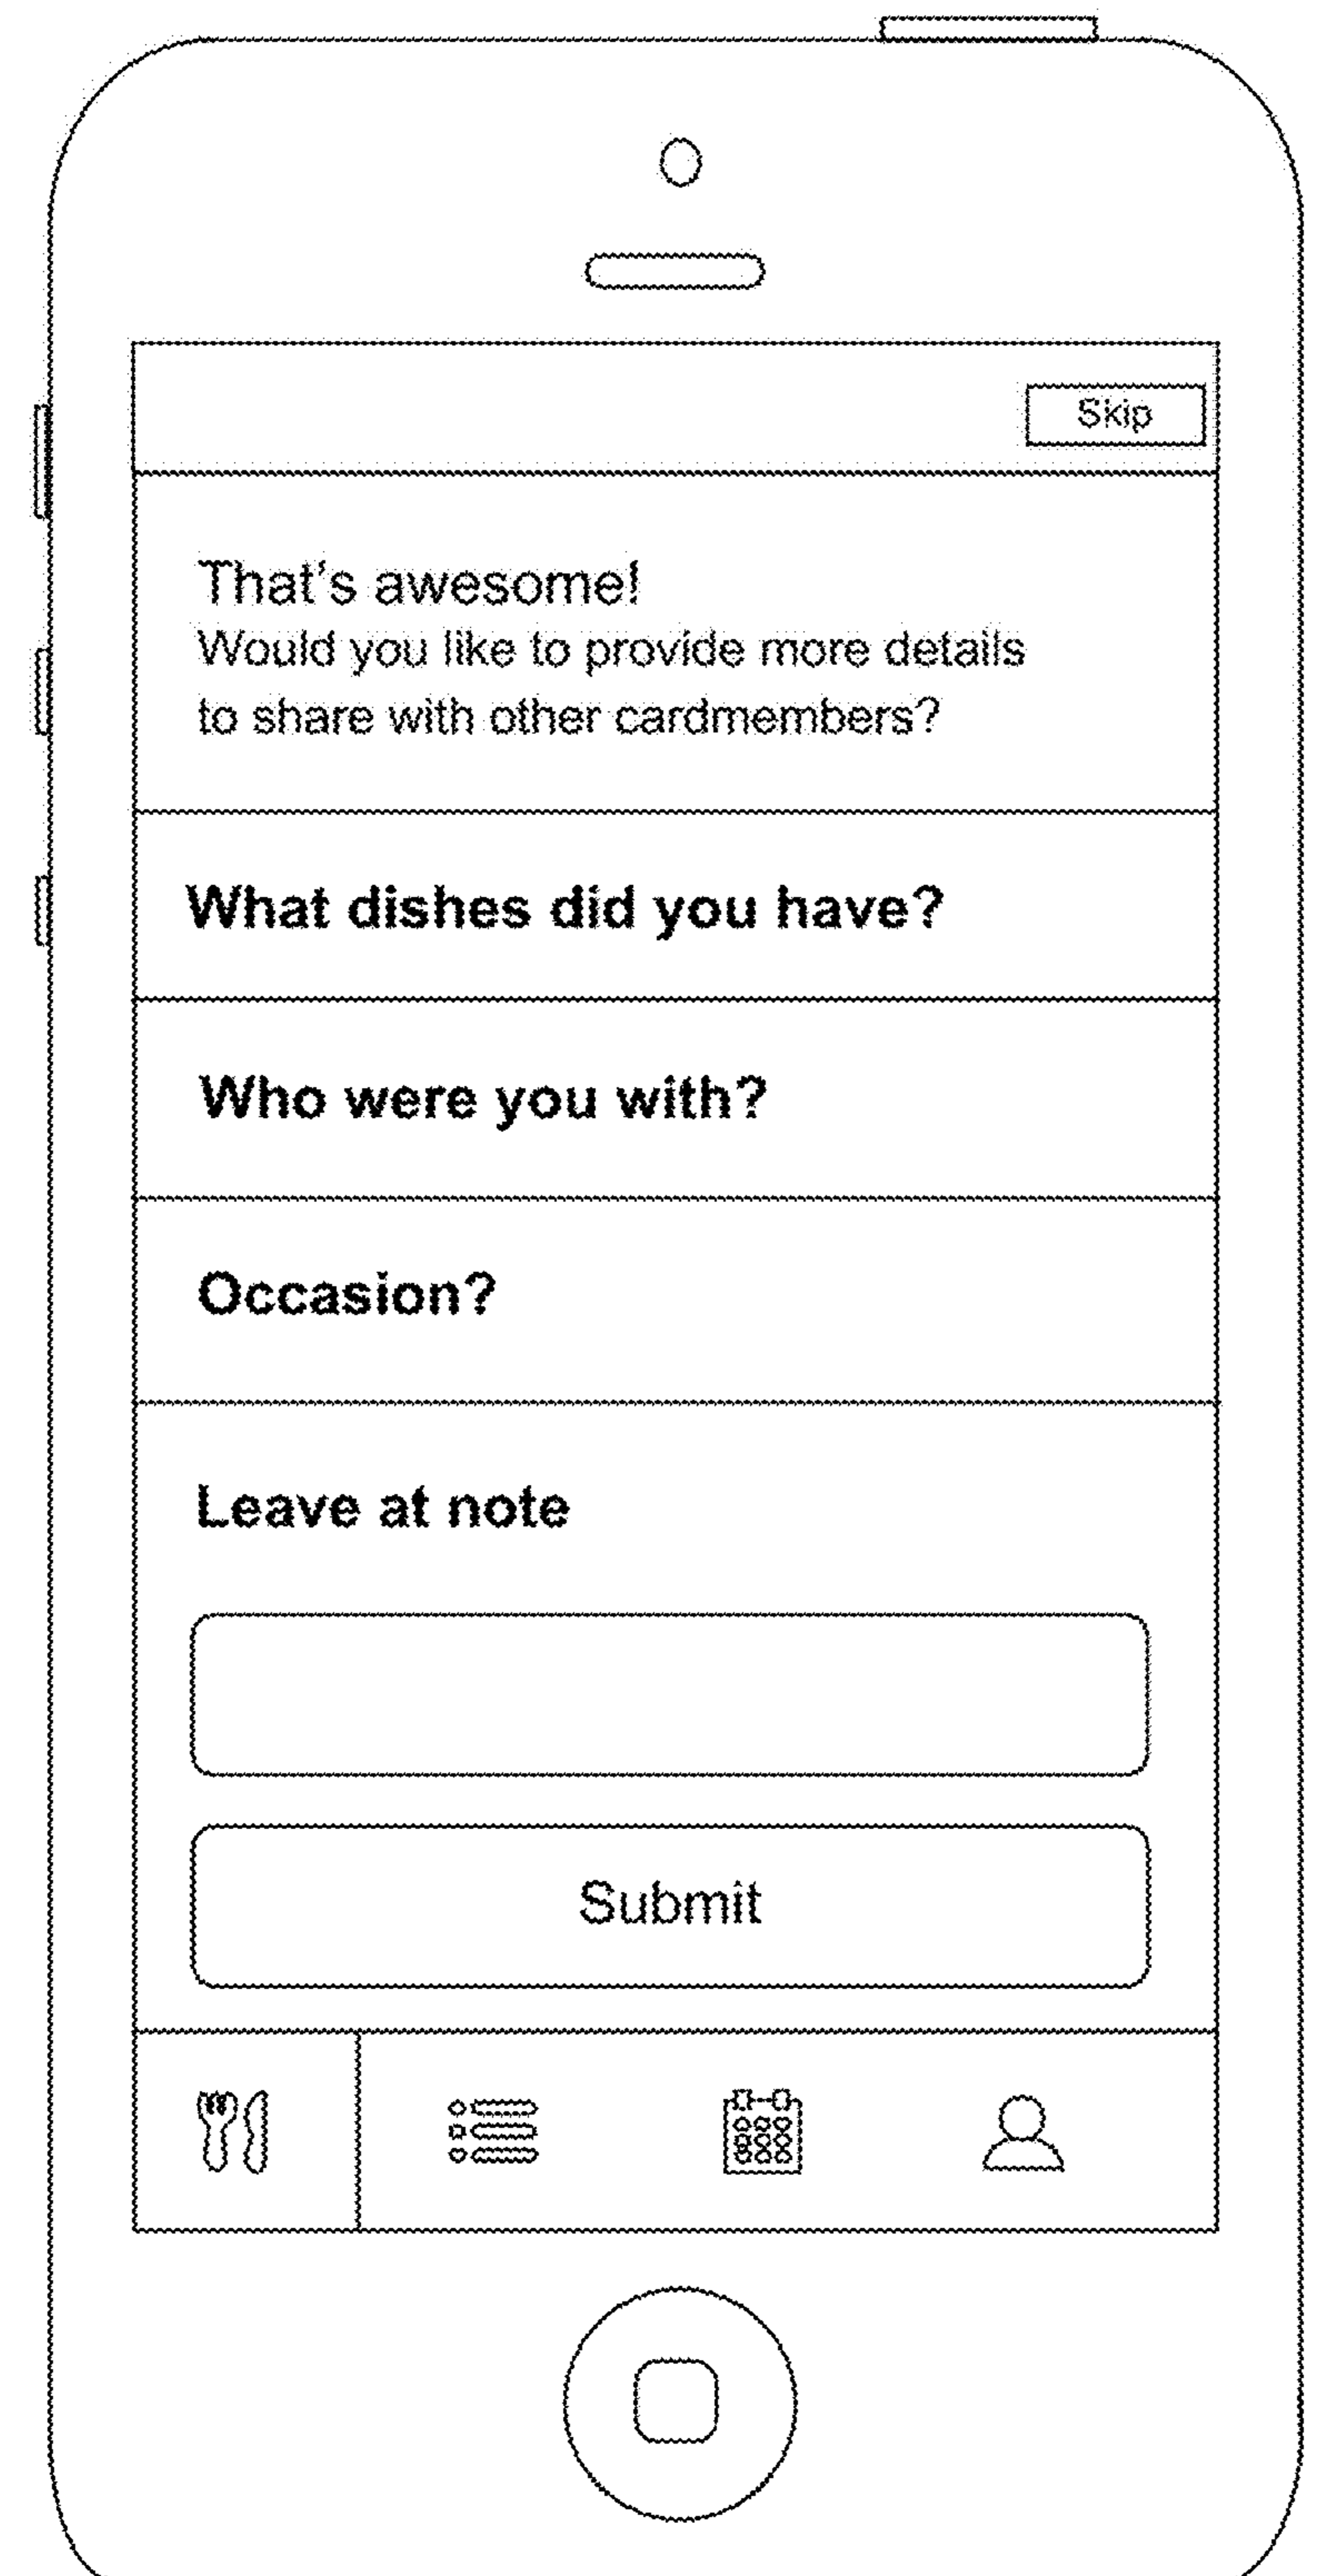 Skip
That's awesome!
Would you like to provide more details
to share with other cardmembers?
What dishes did you have?
Who were you with?
Occasion?
Leave at note
Submit